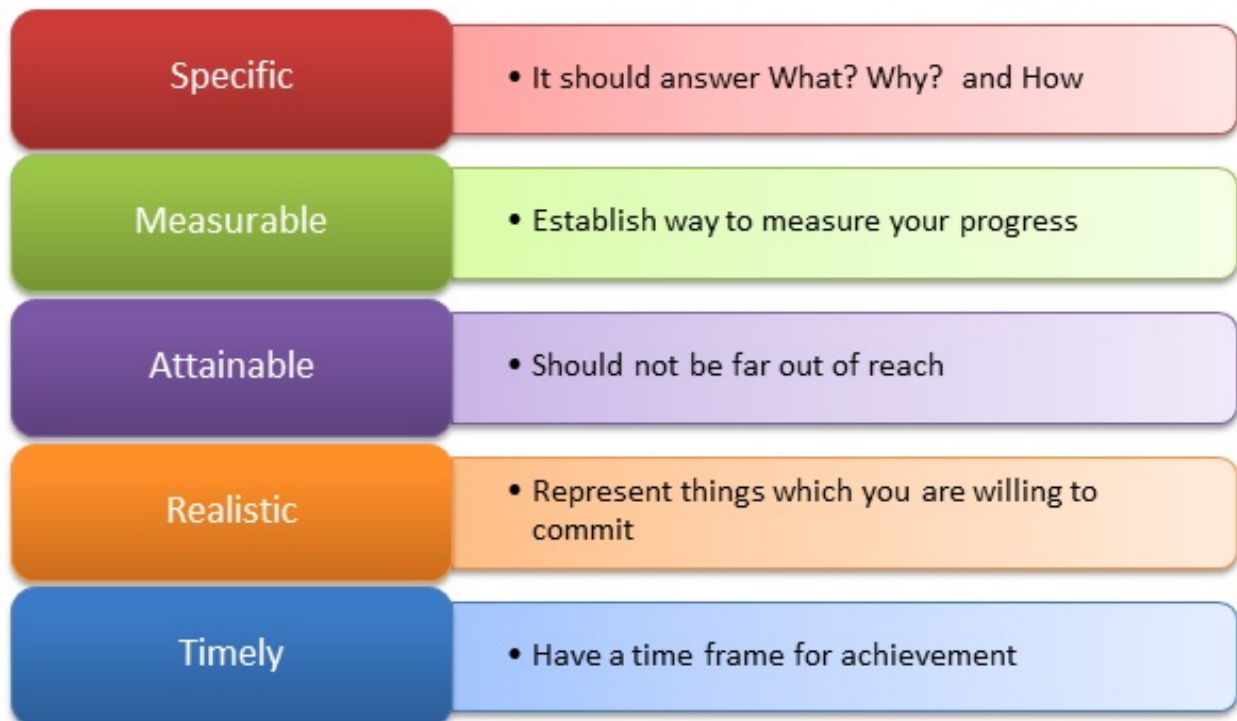 Specific
• It should answer What? Why?  and How
Measurable
• Establish way to measure your progress
Attainable
• Should not be far out of reach
Realistic
• Represent things which you are willing to
commit
Timely
• Have a time frame for achievement